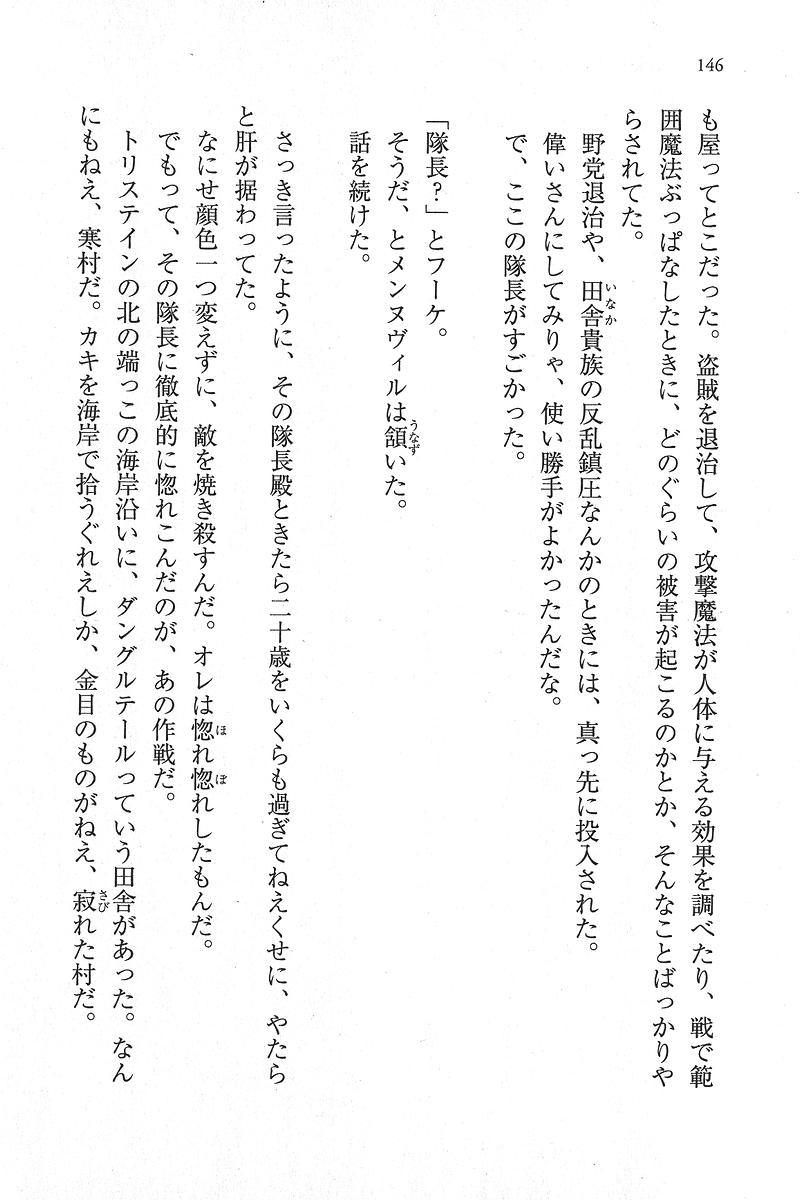 146
も屋ってとこだった。盗賊を退治して、攻撃魔法が人体に与える効果を調べたり、戦で範
囲魔法ぶっぱなしたときに、どのぐらいの被害が起こるのかとか、そんなことばっかりや
らされてた。
野党退治や、田舎貴族の反乱鎮圧なんかのときには、真っ先に投入された。
偉いさんにしてみりゃ、使い勝手がよかったんだな。
で、ここの隊長がすごかった。
「隊長？」とフーケ。
そうだ、とメンヌヴィルは頷いた。
話を続けた。
さっき言ったように、その隊長殿ときたら二十歳をいくらも過ぎてねえくせに、やたら
と肝が据わってた。
なにせ顔色一つ変えずに、敵を焼き殺すんだ。オレは惚れ惚れしたもんだ。
でもって、その隊長に徹底的に惚れこんだのが、あの作戦だ。
トリステインの北の端っこの海岸沿いに、ダングルテールっていう田舎があった。なん
にもねえ、寒村だ。カキを海岸で拾うぐれえしか、金目のものがねえ、寂れた村だ。